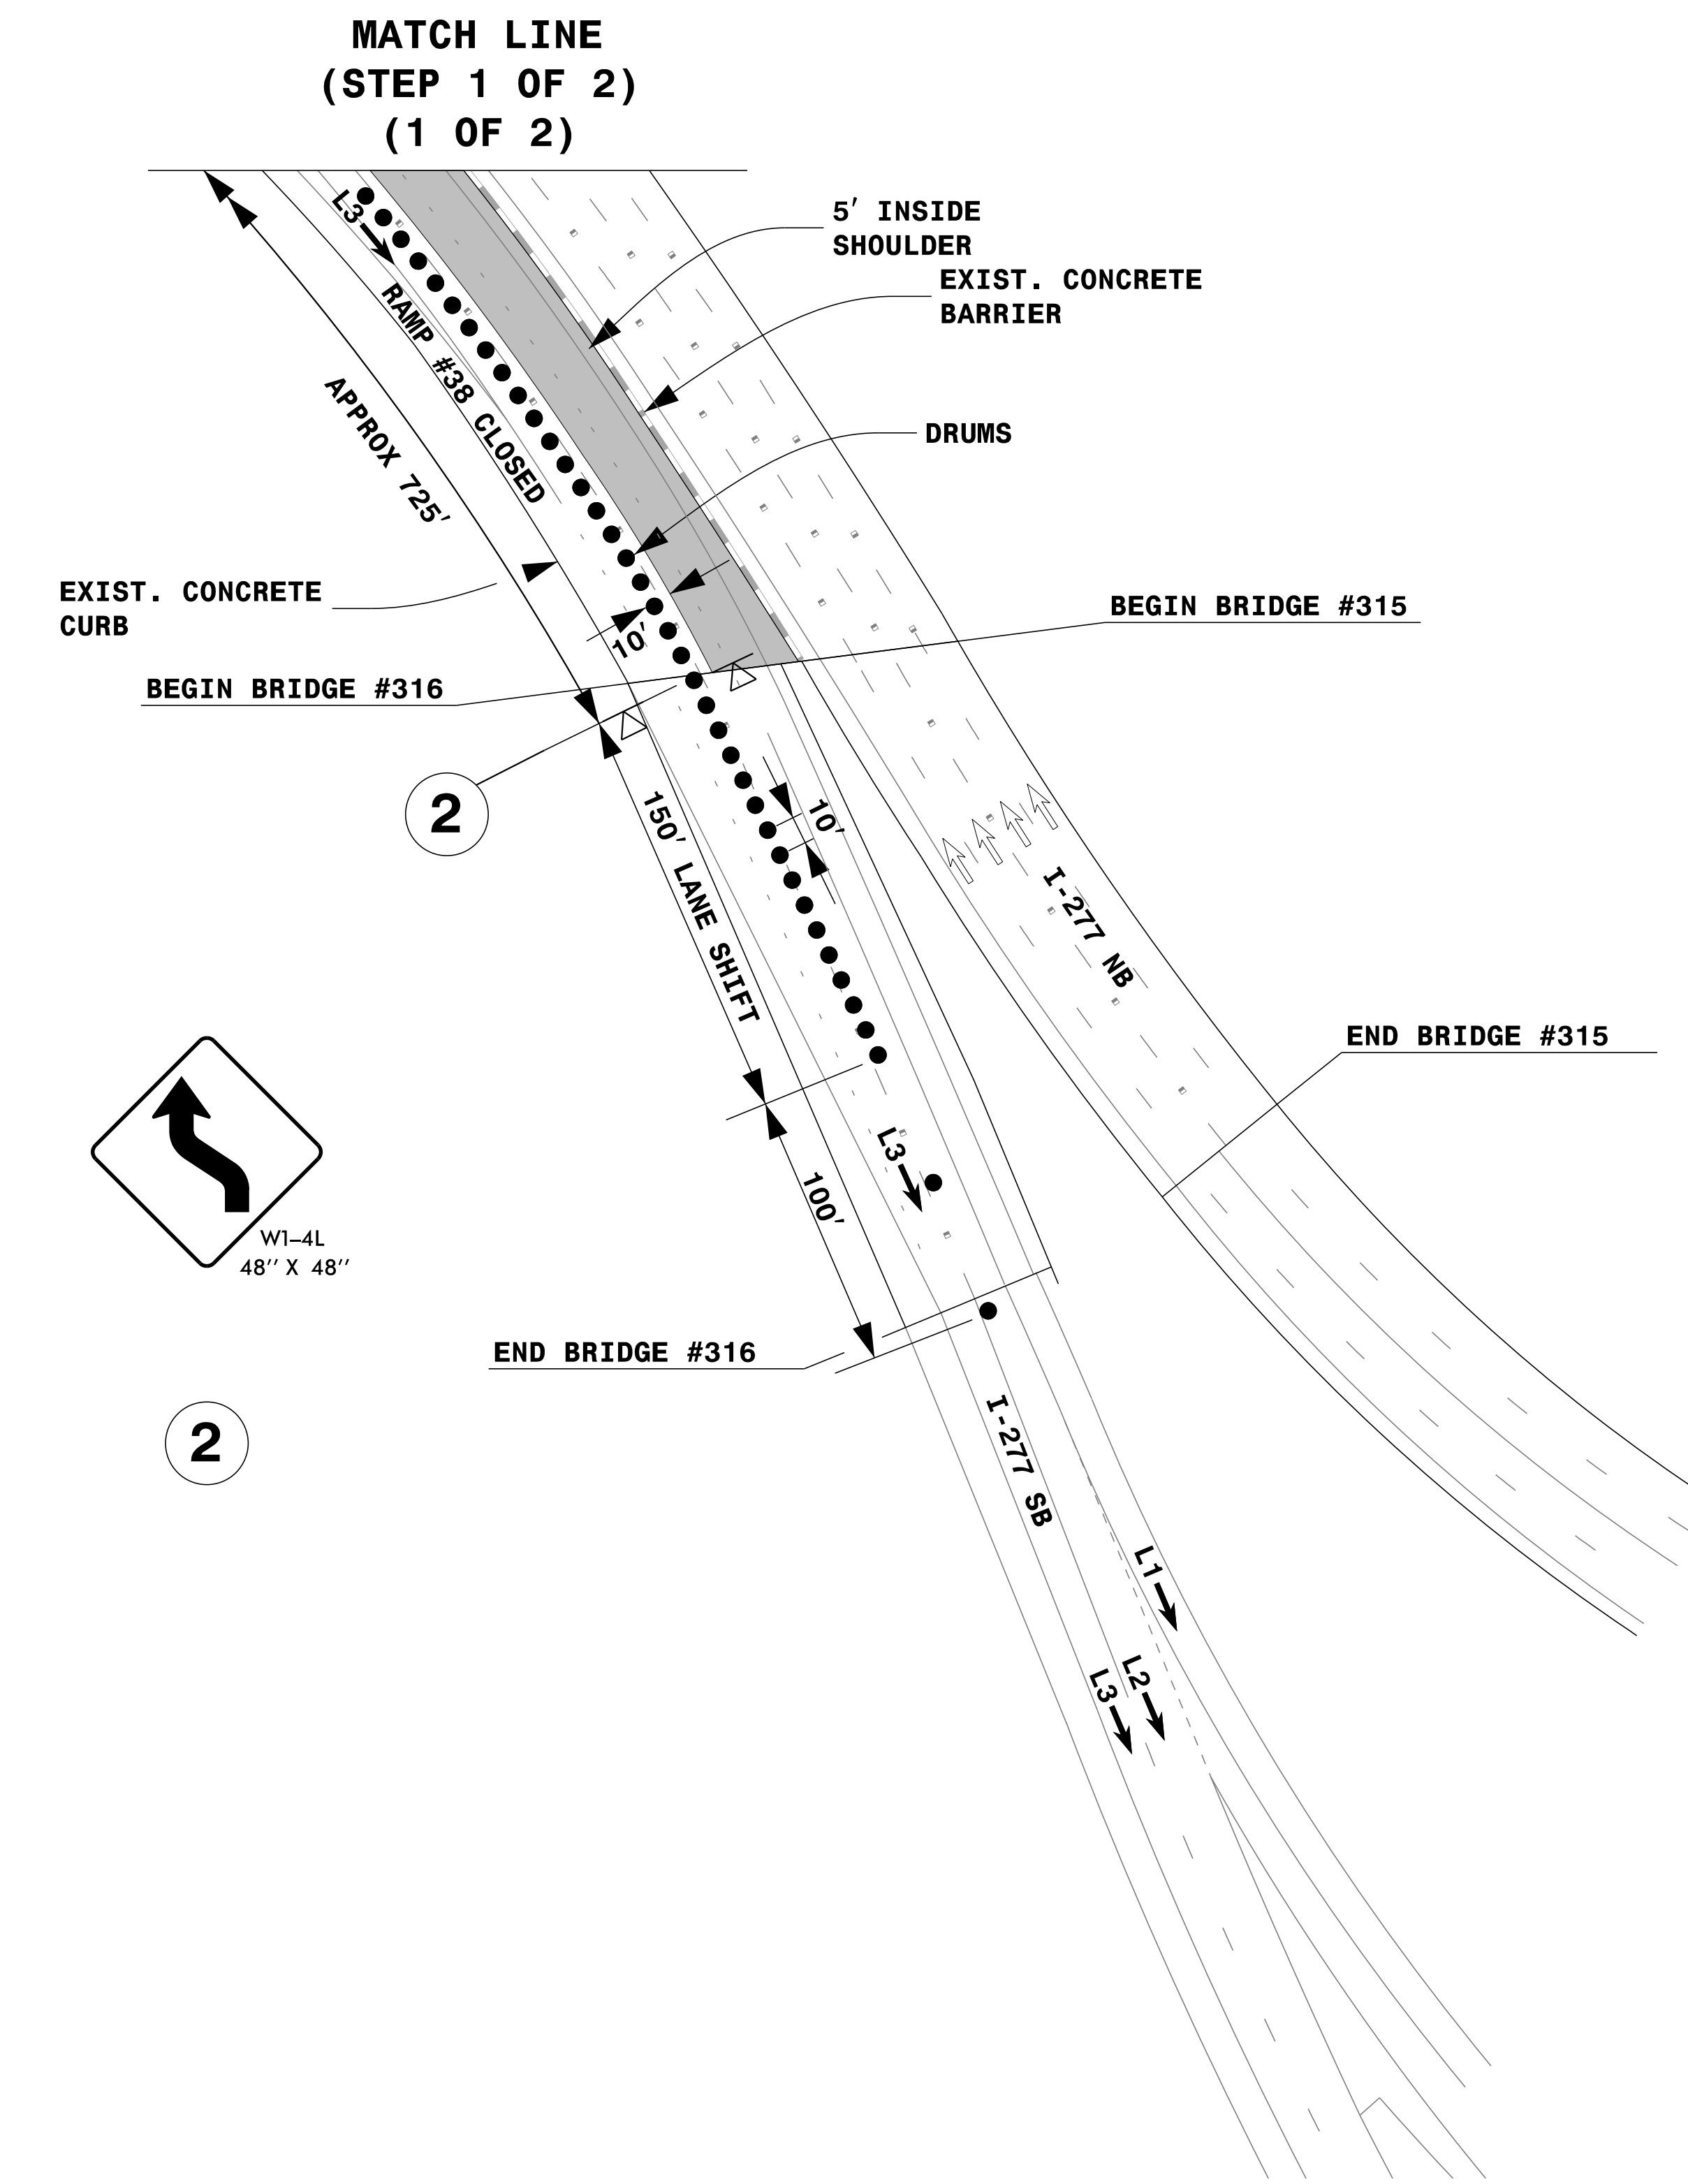 MATCH LINE
(STEP 1 OF 2)
(1 OF 2)
L3
5' INSIDE
SHOULDER
EXIST. CONCRETE
BARRIER
RAMP #38 CLOSED
APPROX 725'
DRUMS
EXIST. CONCRETE
CURB
10'
BEGIN BRIDGE #315
BEGIN BRIDGE #316
2
150' LANE SHIFT
10'
I-277 NB
END BRIDGE #315
L3
100'
W1-4L
48" X 48"
END BRIDGE #316
2
I-277 SB
L1
L2
L3